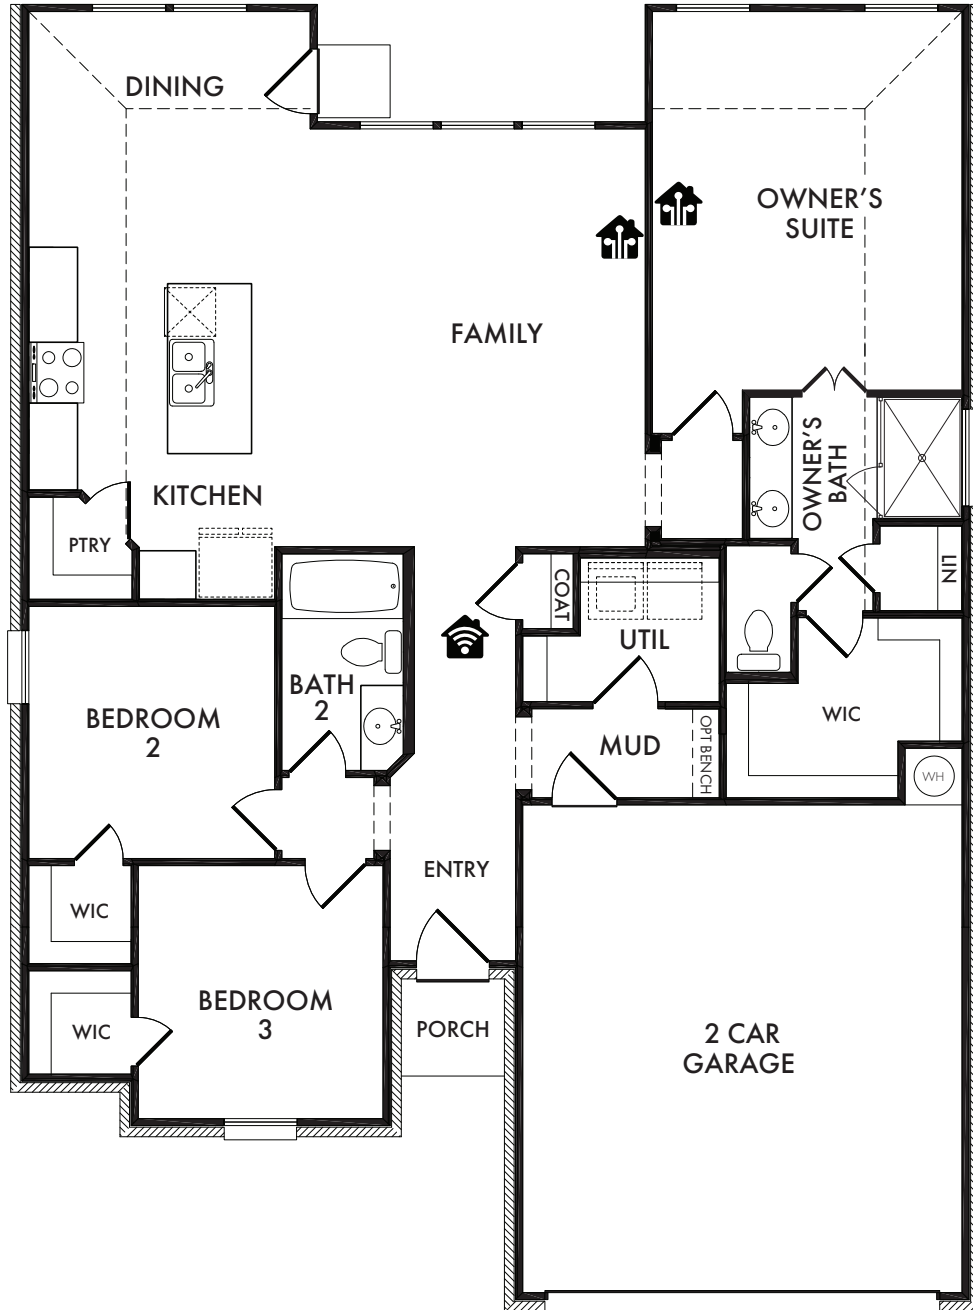 DINING
OWNER'S
SUITE
FAMILY
OWNER'S
BATH
KITCHEN
PTRY
COAT
LIN
UTIL
BATH
2
BEDROOM
2
MUD
OPT BENCH
WIC
WH
ENTRY
WIC
BEDROOM
3
WIC
PORCH
2 CAR
GARAGE